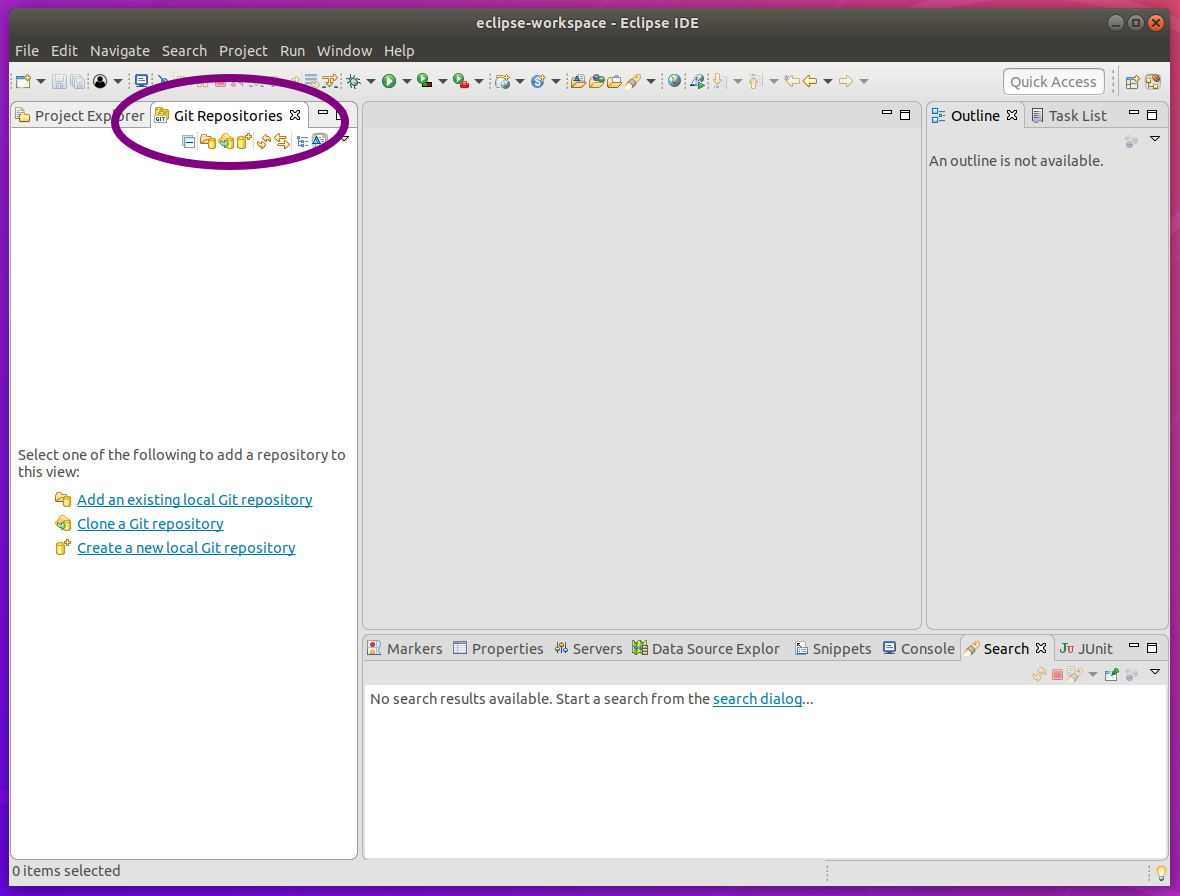 eclipse-workspace - Eclipse IDE
File Edit Navigate Search Project Run Window Help
Quick Access
Project Explorer Git Repositories
Outline Task List
An outline is not available.
Select one of the following to add a repository to
this view:
Add an existing local Git repository
Clone a Git repository
Create a new local Git repository
Markers Properties Servers Data Source Explor Snippets Console Search JUnit
No search results available. Start a search from the search dialog...
0 items selected